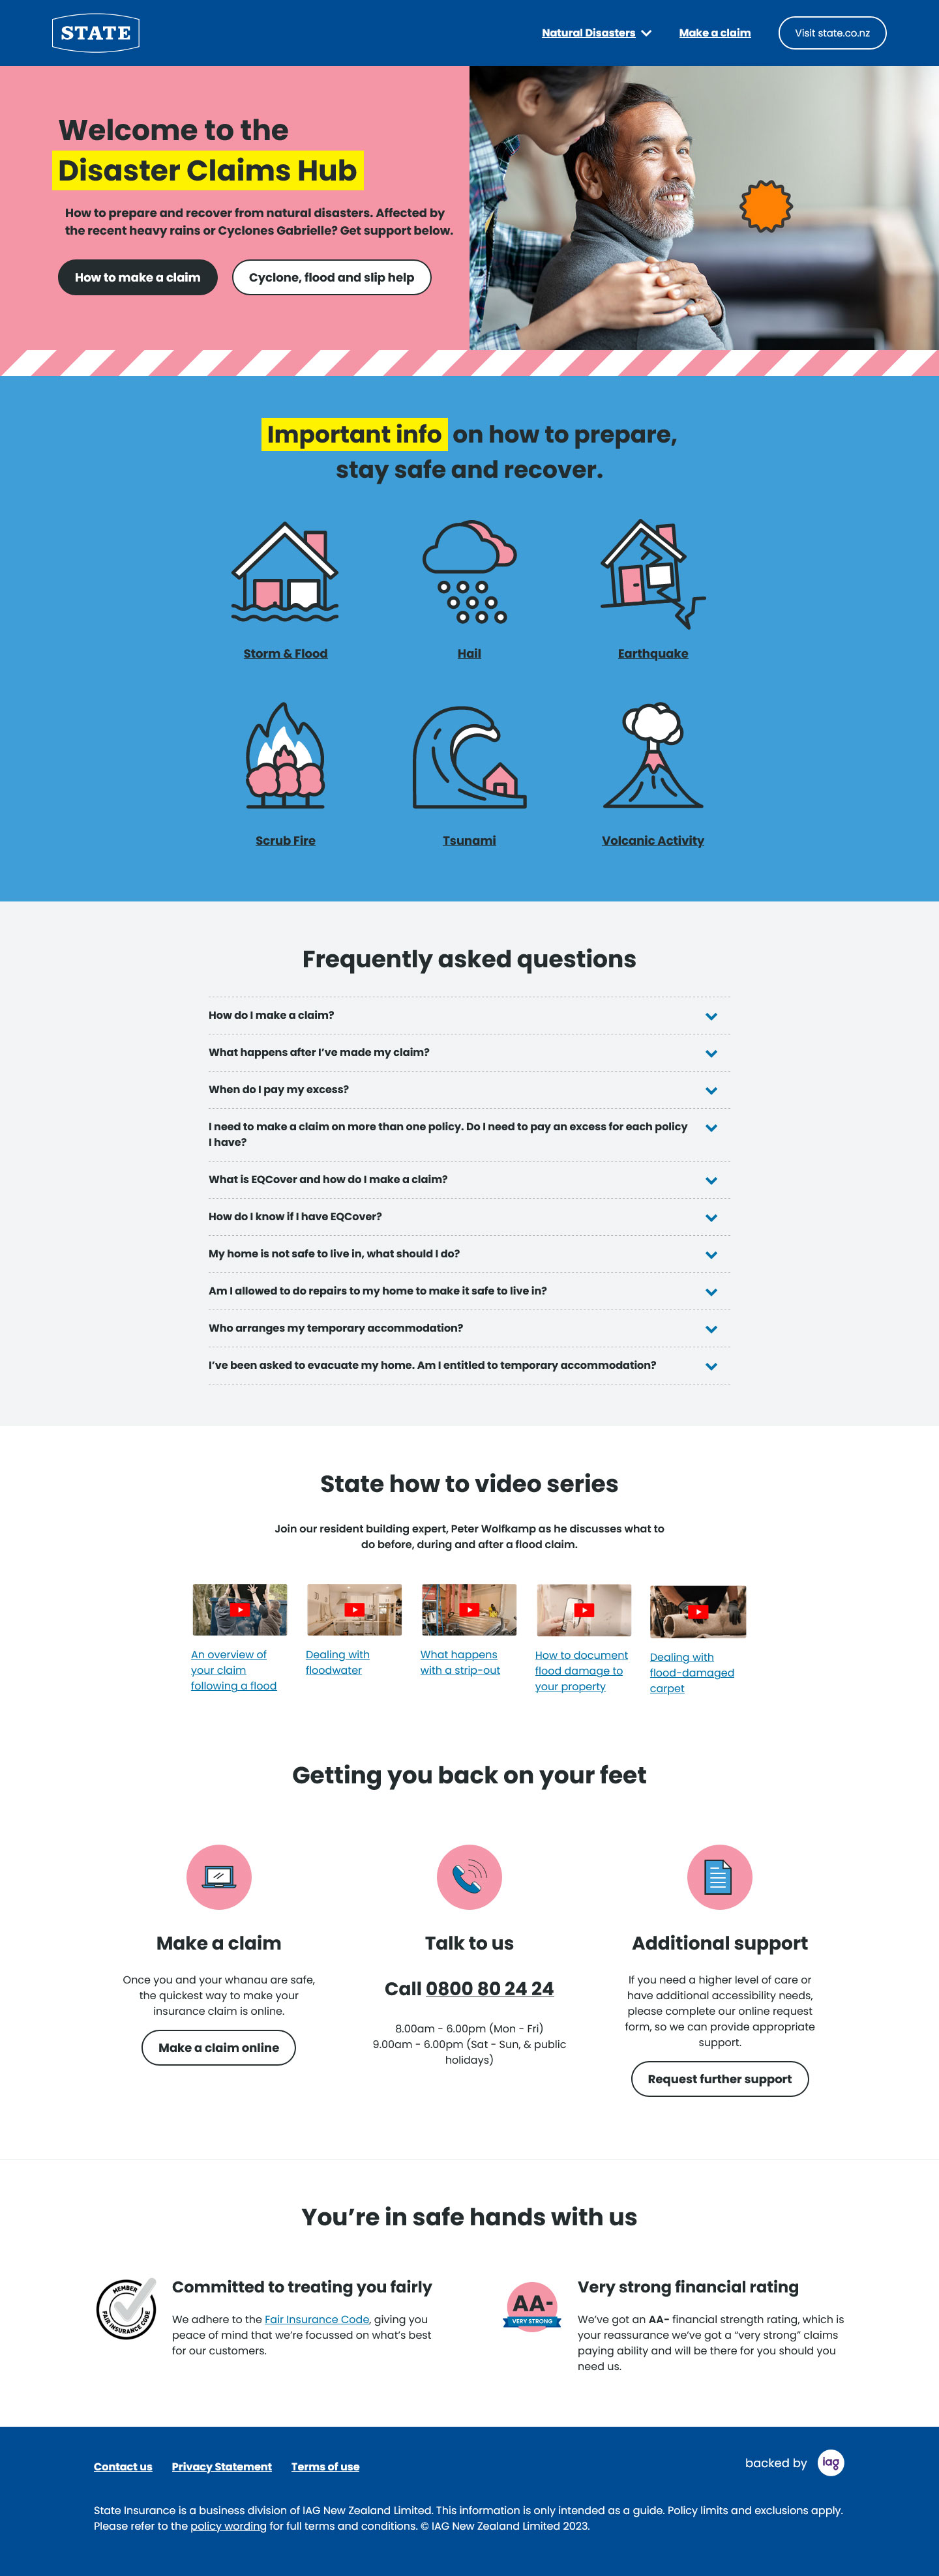 STATE
Natural Disasters
Make a claim
Visit state.co.nz
Welcome to the
Disaster Claims Hub
How to prepare and recover from natural disasters. Affected by
the recent heavy rains or Cyclones Gabrielle? Get support below.
How to make a claim
Cyclone, flood and slip help
Important info on how to prepare,
stay safe and recover.
Storm & Flood
Hail
Earthquake
Scrub Fire
Tsunami
Volcanic Activity
Frequently asked questions
How do I make a claim?
What happens after I’ve made my claim?
When do I pay my excess?
I need to make a claim on more than one policy. Do I need to pay an excess for each policy
I have?
What is EQCover and how do I make a claim?
How do I know if I have EQCover?
My home is not safe to live in, what should I do?
Am I allowed to do repairs to my home to make it safe to live in?
Who arranges my temporary accommodation?
I’ve been asked to evacuate my home. Am I entitled to temporary accommodation?
State how to video series
Join our resident building expert, Peter Wolfkamp as he discusses what to
do before, during and after a flood claim.
An overview of
your claim
following a flood
Dealing with
floodwater
What happens
with a strip-out
How to document
flood damage to
your property
Dealing with
flood-damaged
carpet
Getting you back on your feet
Make a claim
Once you and your whanau are safe,
the quickest way to make your
insurance claim is online.
Make a claim online
Talk to us
Call 0800 80 24 24
8.00am - 6.00pm (Mon - Fri)
9.00am - 6.00pm (Sat - Sun, & public
holidays)
Additional support
If you need a higher level of care or
have additional accessibility needs,
please complete our online request
form, so we can provide appropriate
support.
Request further support
You’re in safe hands with us
MEMBER
FAIR INSURANCE CODE
Committed to treating you fairly
We adhere to the Fair Insurance Code, giving you
peace of mind that we’re focussed on what’s best
for our customers.
AA-
VERY STRONG
Very strong financial rating
We’ve got an AA- financial strength rating, which is
your reassurance we’ve got a “very strong” claims
paying ability and will be there for you should you
need us.
Contact us
Privacy Statement
Terms of use
backed by iag
State Insurance is a business division of IAG New Zealand Limited. This information is only intended as a guide. Policy limits and exclusions apply.
Please refer to the policy wording for full terms and conditions. © IAG New Zealand Limited 2023.